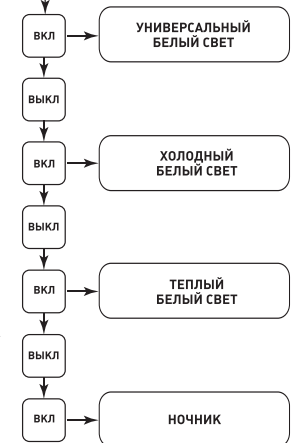 ВКЛ
УНИВЕРСАЛЬНЫЙ
БЕЛЫЙ СВЕТ
ВЫКЛ
ВКЛ
ХОЛОДНЫЙ
БЕЛЫЙ СВЕТ
ВЫКЛ
ВКЛ
ТЕПЛЫЙ
БЕЛЫЙ СВЕТ
ВЫКЛ
ВКЛ
НОЧНИК